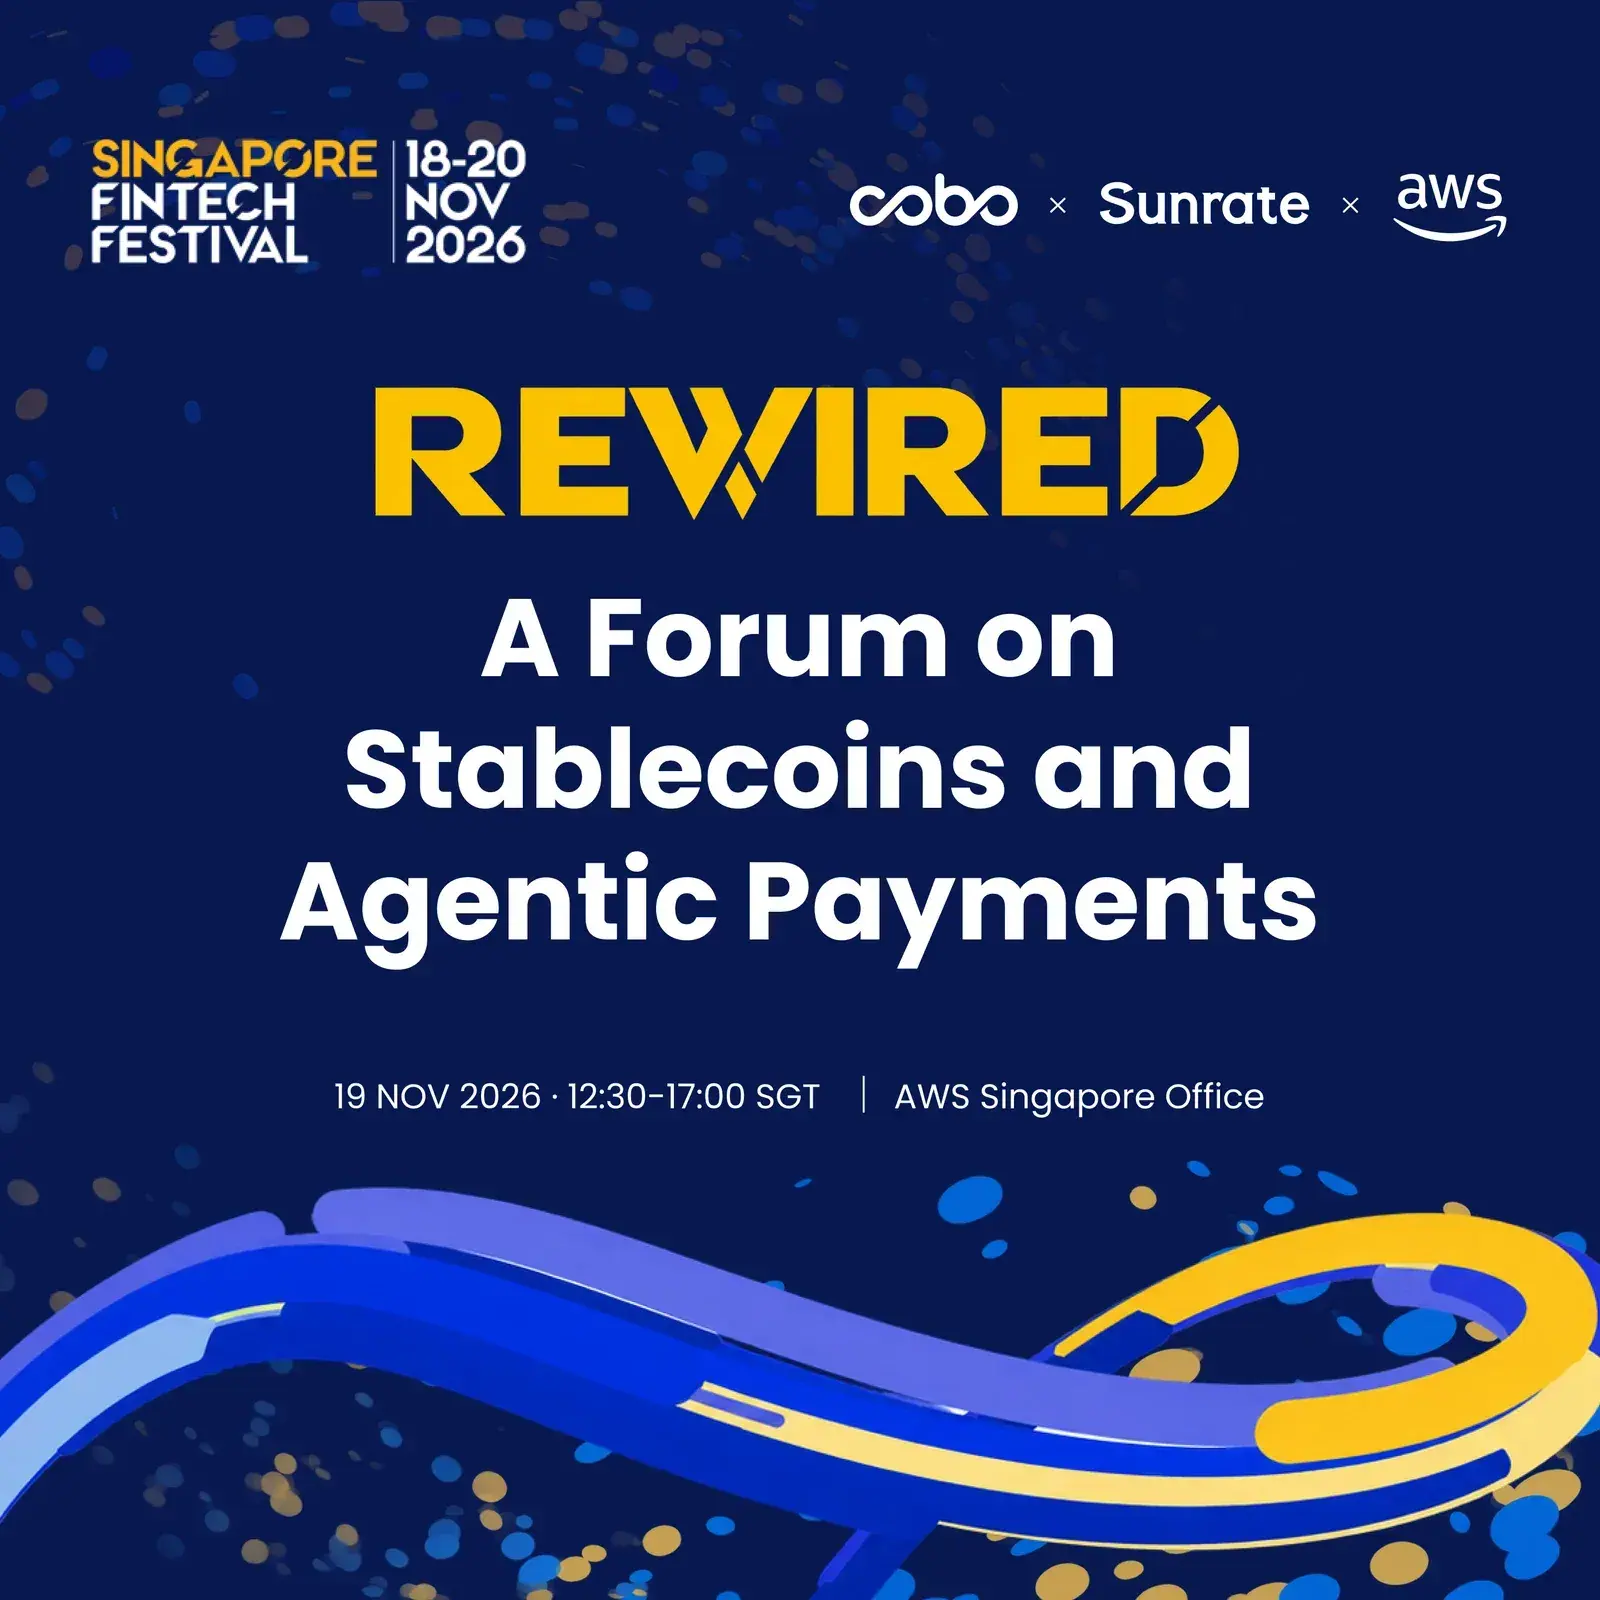 SINGAPORE
FINTECH
FESTIVAL
18-20
NOV
2026
cobo × Sunrate × aws
REWIRED
A Forum on
Stablecoins and
Agentic Payments
19 NOV 2026 · 12:30-17:00 SGT | AWS Singapore Office